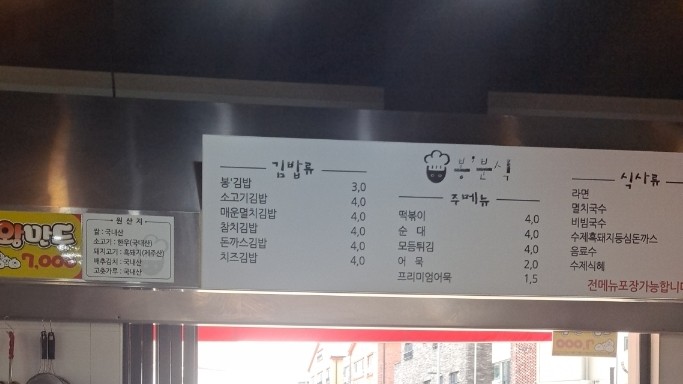 왕만두
7,000
원산지
쌀 : 국내산
소고기 : 한우(국내산)
돼지고기 : 흑돼지(제주산)
배추김치 : 국내산
고춧가루 : 국내산
김밥류
봉'김밥 3,0
소고기김밥 4,0
매운멸치김밥 4,0
참치김밥 4,0
돈까스김밥 4,0
치즈김밥 4,0
봉'분식
주메뉴
떡볶이 4,0
순 대 4,0
모듬튀김 4,0
어 묵 2,0
프리미엄어묵 1,5
식사류
라면
멸치국수
비빔국수
수제흑돼지등심돈까스
음료수
수제식혜
전메뉴포장가능합니다
7,000